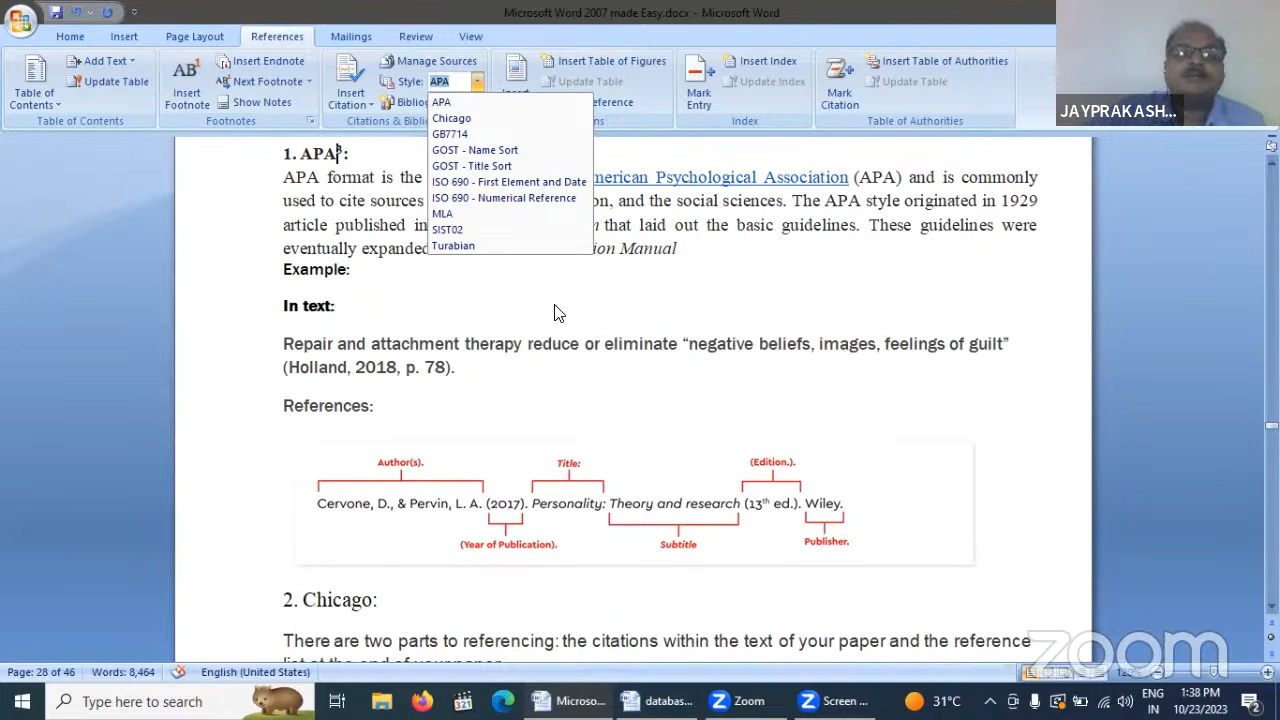 Microsoft Word 2007 made Easy.docx - Microsoft Word
Home Insert Page Layout References Mailings Review View
Table of Contents
Add Text
Update Table
Table of Contents
AB1
Insert Footnote
Insert Endnote
Next Footnote
Show Notes
Footnotes
Insert Citation
Manage Sources
Style: APA
Citations &
Insert Table of Figures
Update Table
Mark Entry
Insert Index
Update Index
Index
Mark Citation
Insert Table of Authorities
Update Table
Table of Authorities
JAYPRAKASH
APA
Chicago
GB7714
GOST - Name Sort
GOST - Title Sort
ISO 690 - First Element and Date
ISO 690 - Numerical Reference
MLA
SIST02
Turabian
1. APA:
APA format is the merican Psychological Association (APA) and is commonly
used to cite sources on, and the social sciences. The APA style originated in 1929
article published in that laid out the basic guidelines. These guidelines were
eventually expanded ion Manual
Example:
In text:
Repair and attachment therapy reduce or eliminate “negative beliefs, images, feelings of guilt”
(Holland, 2018, p. 78).
References:
Author(s). Title: (Edition.).
Cervone, D., & Pervin, L. A. (2017). Personality: Theory and research (13th ed.). Wiley.
(Year of Publication). Subtitle Publisher.
2. Chicago:
There are two parts to referencing: the citations within the text of your paper and the reference
zoom
Page: 28 of 46 Words: 8,464 English (United States)
Type here to search
Microso...
databas...
Zoom
Screen ...
31°C
ENG
IN
1:38 PM
10/23/2023
2